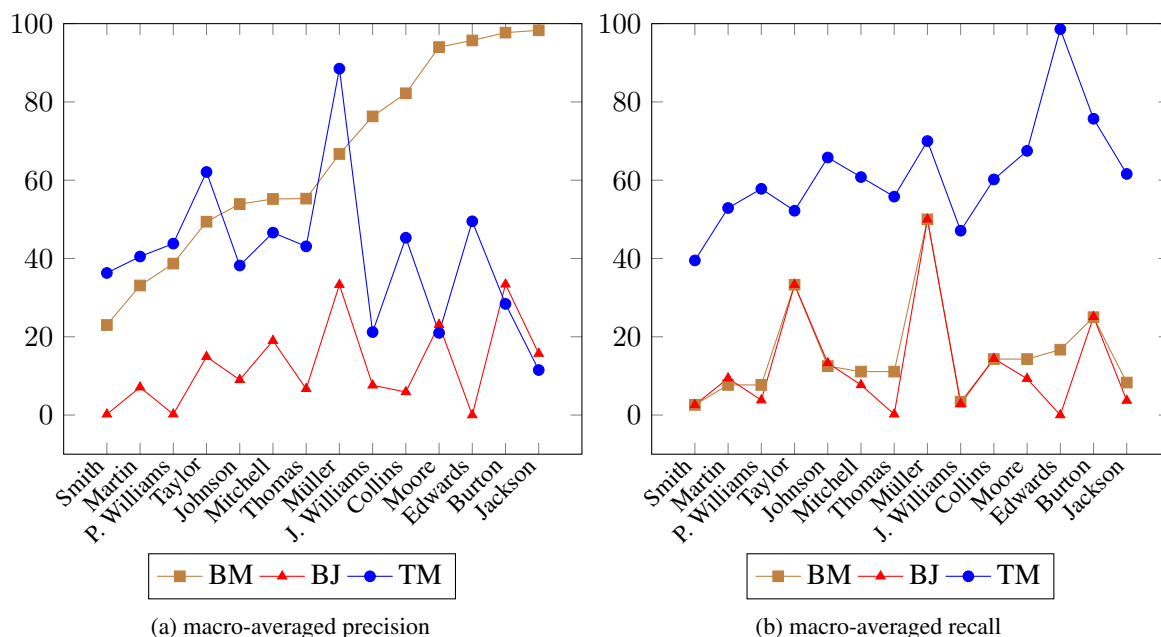 100
80
60
40
20
0
Smith
Martin
P. Williams
Taylor
Johnson
Mitchell
Thomas
Müller
J. Williams
Collins
Moore
Edwards
Burton
Jackson
BM BJ TM
(a) macro-averaged precision
100
80
60
40
20
0
Smith
Martin
P. Williams
Taylor
Johnson
Mitchell
Thomas
Müller
J. Williams
Collins
Moore
Edwards
Burton
Jackson
BM BJ TM
(b) macro-averaged recall